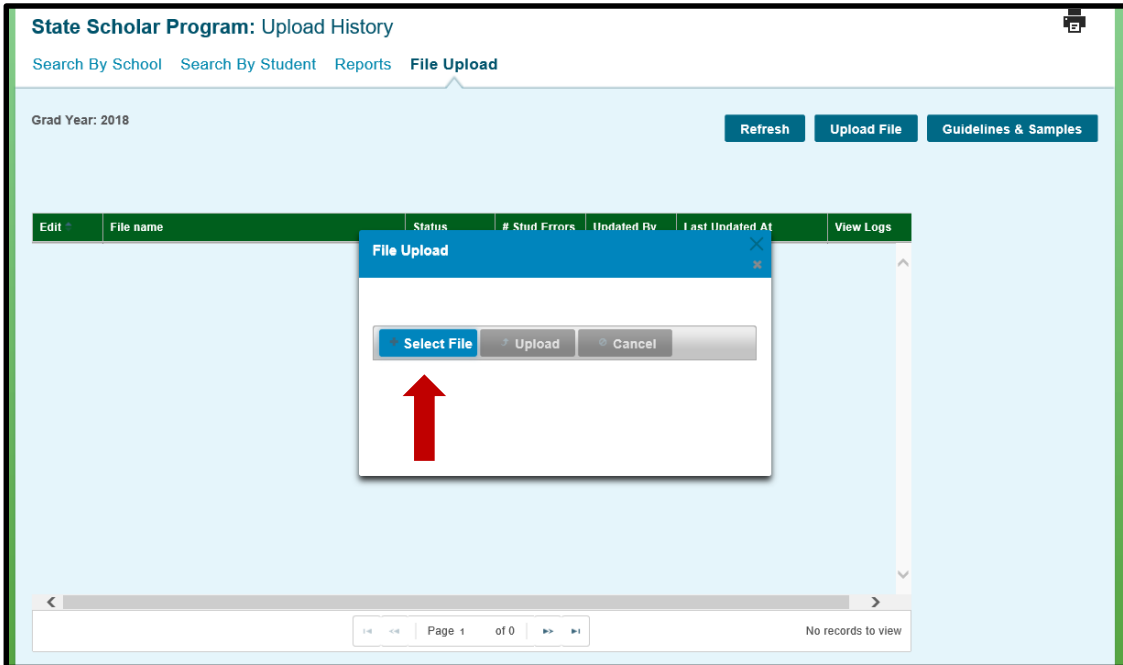 State Scholar Program: Upload History
Search By School Search By Student Reports File Upload
Grad Year: 2018
Refresh Upload File Guidelines & Samples
Edit File name Status # Stud Errors Updated By Last Updated At View Logs
File Upload
Select File Upload Cancel
Page 1 of 0
No records to view